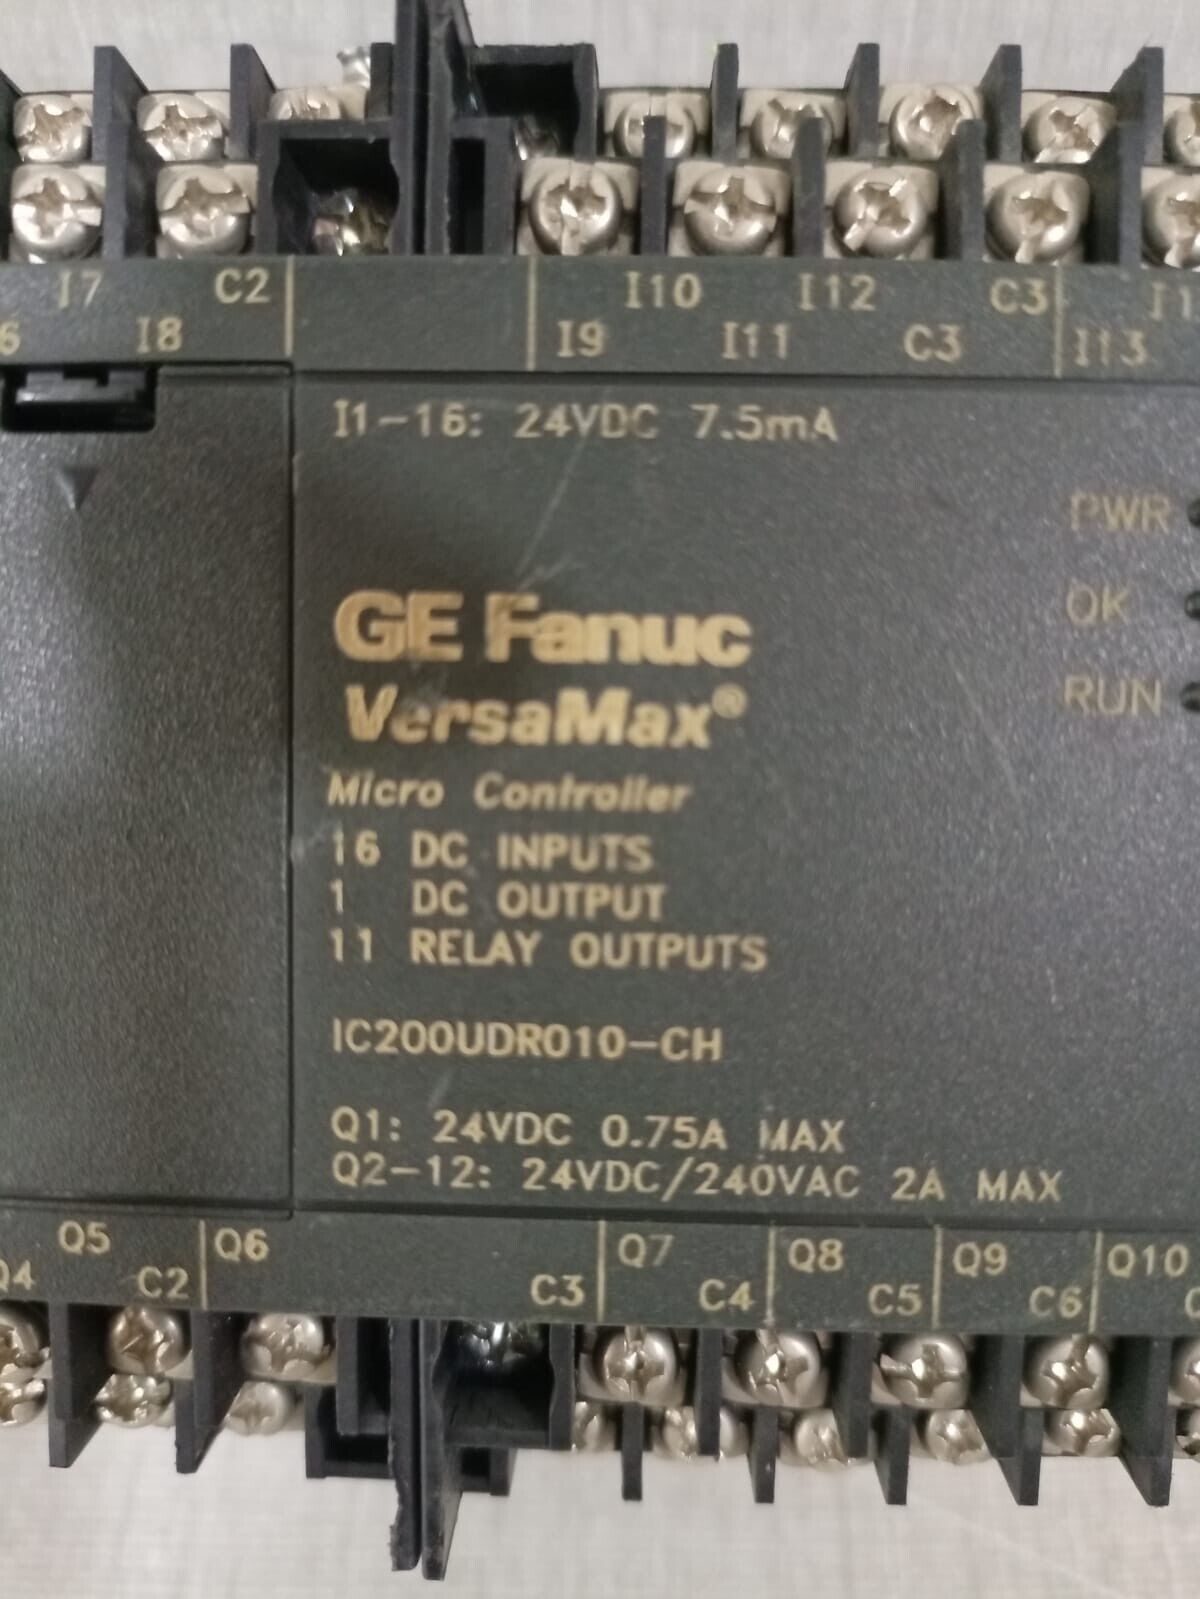 I7 C2 I10 I12 C3
I8 I9 I11 C3 I13
I1-16: 24VDC 7.5mA
PWR
OK
RUN
GE Fanuc
VersaMax®
Micro Controller
16 DC INPUTS
1 DC OUTPUT
11 RELAY OUTPUTS
IC200UDR010-CH
Q1: 24VDC 0.75A MAX
Q2-12: 24VDC/240VAC 2A MAX
Q5 Q6 Q7 Q8 Q9 Q10
Q4 C2 C3 C4 C5 C6